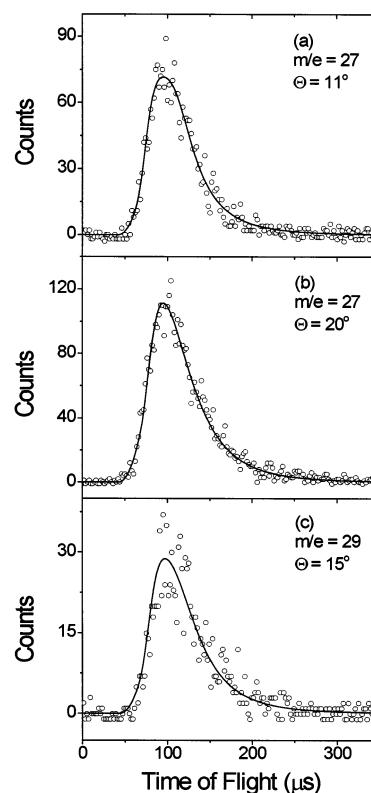 90
60
30
0
Counts
(a)
m/e = 27
Θ = 11°
120
80
40
0
Counts
(b)
m/e = 27
Θ = 20°
30
15
0
Counts
(c)
m/e = 29
Θ = 15°
0 100 200 300
Time of Flight (μs)